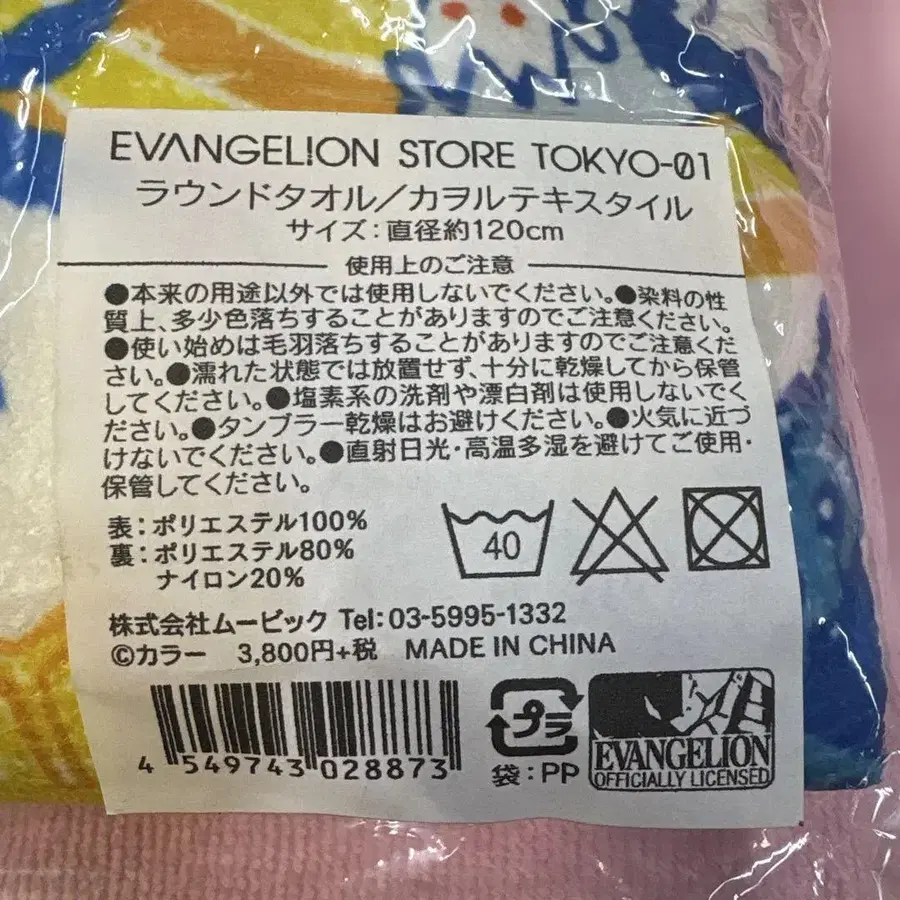 EVANGELION STORE TOKYO-01
ラウンドタオル／カヲルテキスタイル
サイズ：直径約120cm
使用上のご注意
●本来の用途以外では使用しないでください。●染料の性
質上、多少色落ちすることがありますのでご注意ください。
●使い始めは毛羽落ちすることがありますのでご注意くだ
さい。●濡れた状態では放置せず、十分に乾燥してから保管
してください。●塩素系の洗剤や漂白剤は使用しないでく
ださい。●タンブラー乾燥はお避けください。●火気に近づ
けないでください。●直射日光・高温多湿を避けてご使用・
保管してください。
表：ポリエステル100%
裏：ポリエステル80%
ナイロン20%
40
株式会社ムービック Tel：03-5995-1332
©カラー 3,800円+税 MADE IN CHINA
4 549743 028873
プラ
袋：PP
EVANGELION
OFFICIALLY LICENSED